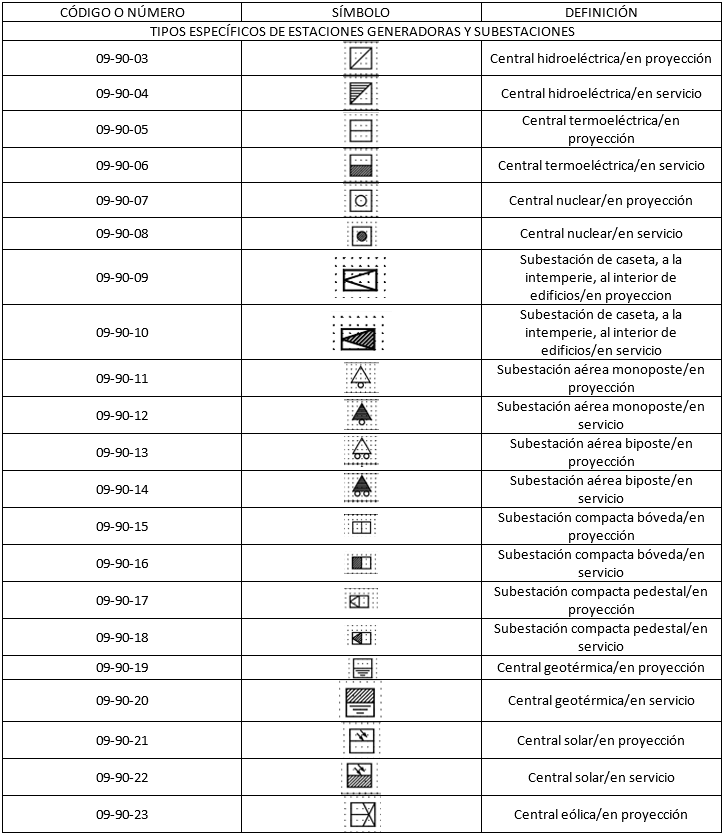 CÓDIGO O NÚMERO SÍMBOLO DEFINICIÓN
TIPOS ESPECÍFICOS DE ESTACIONES GENERADORAS Y SUBESTACIONES
09-90-03 Central hidroeléctrica/en proyección
09-90-04 Central hidroeléctrica/en servicio
09-90-05 Central termoeléctrica/en
proyección
09-90-06 Central termoeléctrica/en servicio
09-90-07 Central nuclear/en proyección
09-90-08 Central nuclear/en servicio
09-90-09 Subestación de caseta, a la
intemperie, al interior de
edificios/en proyeccion
09-90-10 Subestación de caseta, a la
intemperie, al interior de
edificios/en servicio
09-90-11 Subestación aérea monoposte/en
proyección
09-90-12 Subestación aérea monoposte/en
servicio
09-90-13 Subestación aérea biposte/en
proyección
09-90-14 Subestación aérea biposte/en
servicio
09-90-15 Subestación compacta bóveda/en
proyección
09-90-16 Subestación compacta bóveda/en
servicio
09-90-17 Subestación compacta pedestal/en
proyección
09-90-18 Subestación compacta pedestal/en
servicio
09-90-19 Central geotérmica/en proyección
09-90-20 Central geotérmica/en servicio
09-90-21 Central solar/en proyección
09-90-22 Central solar/en servicio
09-90-23 Central eólica/en proyección